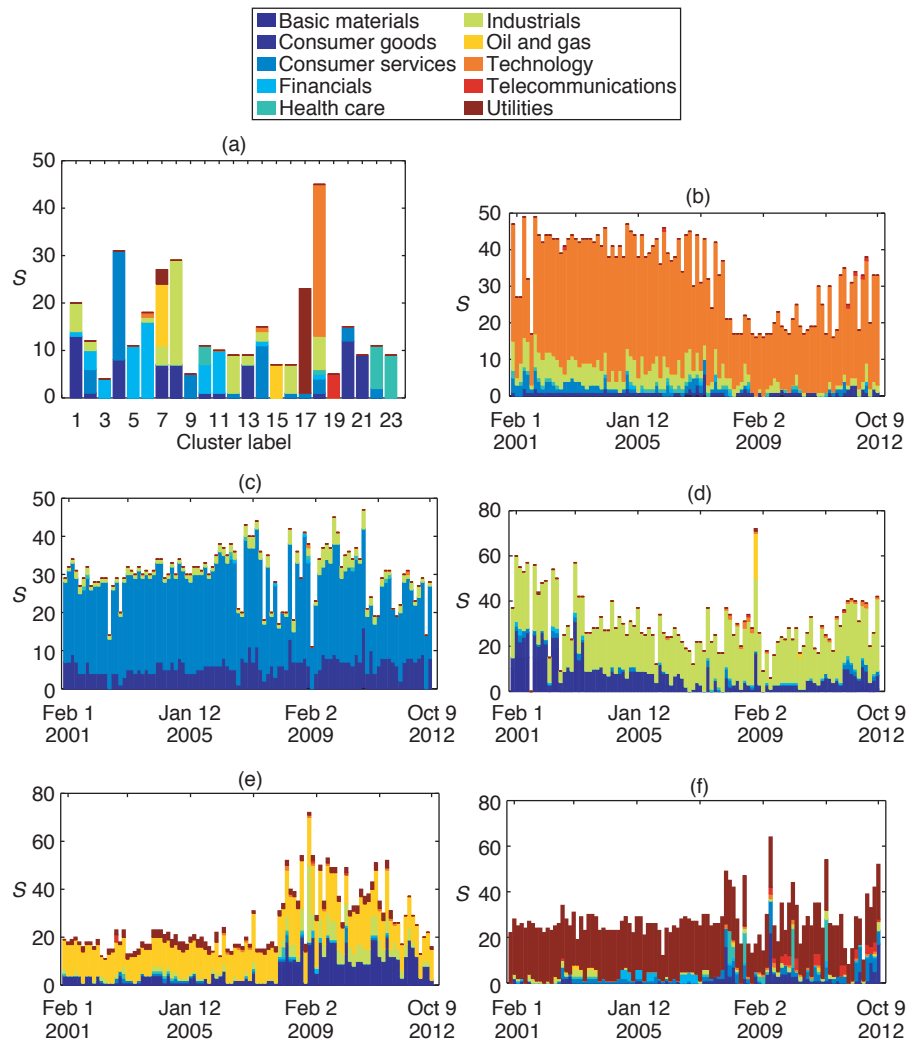 Basic materials
Consumer goods
Consumer services
Financials
Health care
Industrials
Oil and gas
Technology
Telecommunications
Utilities
(a)
50
40
30
20
10
0
S
1 3 5 7 9 11 13 15 17 19 21 23
Cluster label
(b)
50
40
30
20
10
0
S
Feb 1 Jan 12 Feb 2 Oct 9
2001 2005 2009 2012
(c)
50
40
30
20
10
0
S
Feb 1 Jan 12 Feb 2 Oct 9
2001 2005 2009 2012
(d)
80
60
40
20
0
S
Feb 1 Jan 12 Feb 2 Oct 9
2001 2005 2009 2012
(e)
80
60
40
20
0
S
Feb 1 Jan 12 Feb 2 Oct 9
2001 2005 2009 2012
(f)
80
60
40
20
0
S
Feb 1 Jan 12 Feb 2 Oct 9
2001 2005 2009 2012